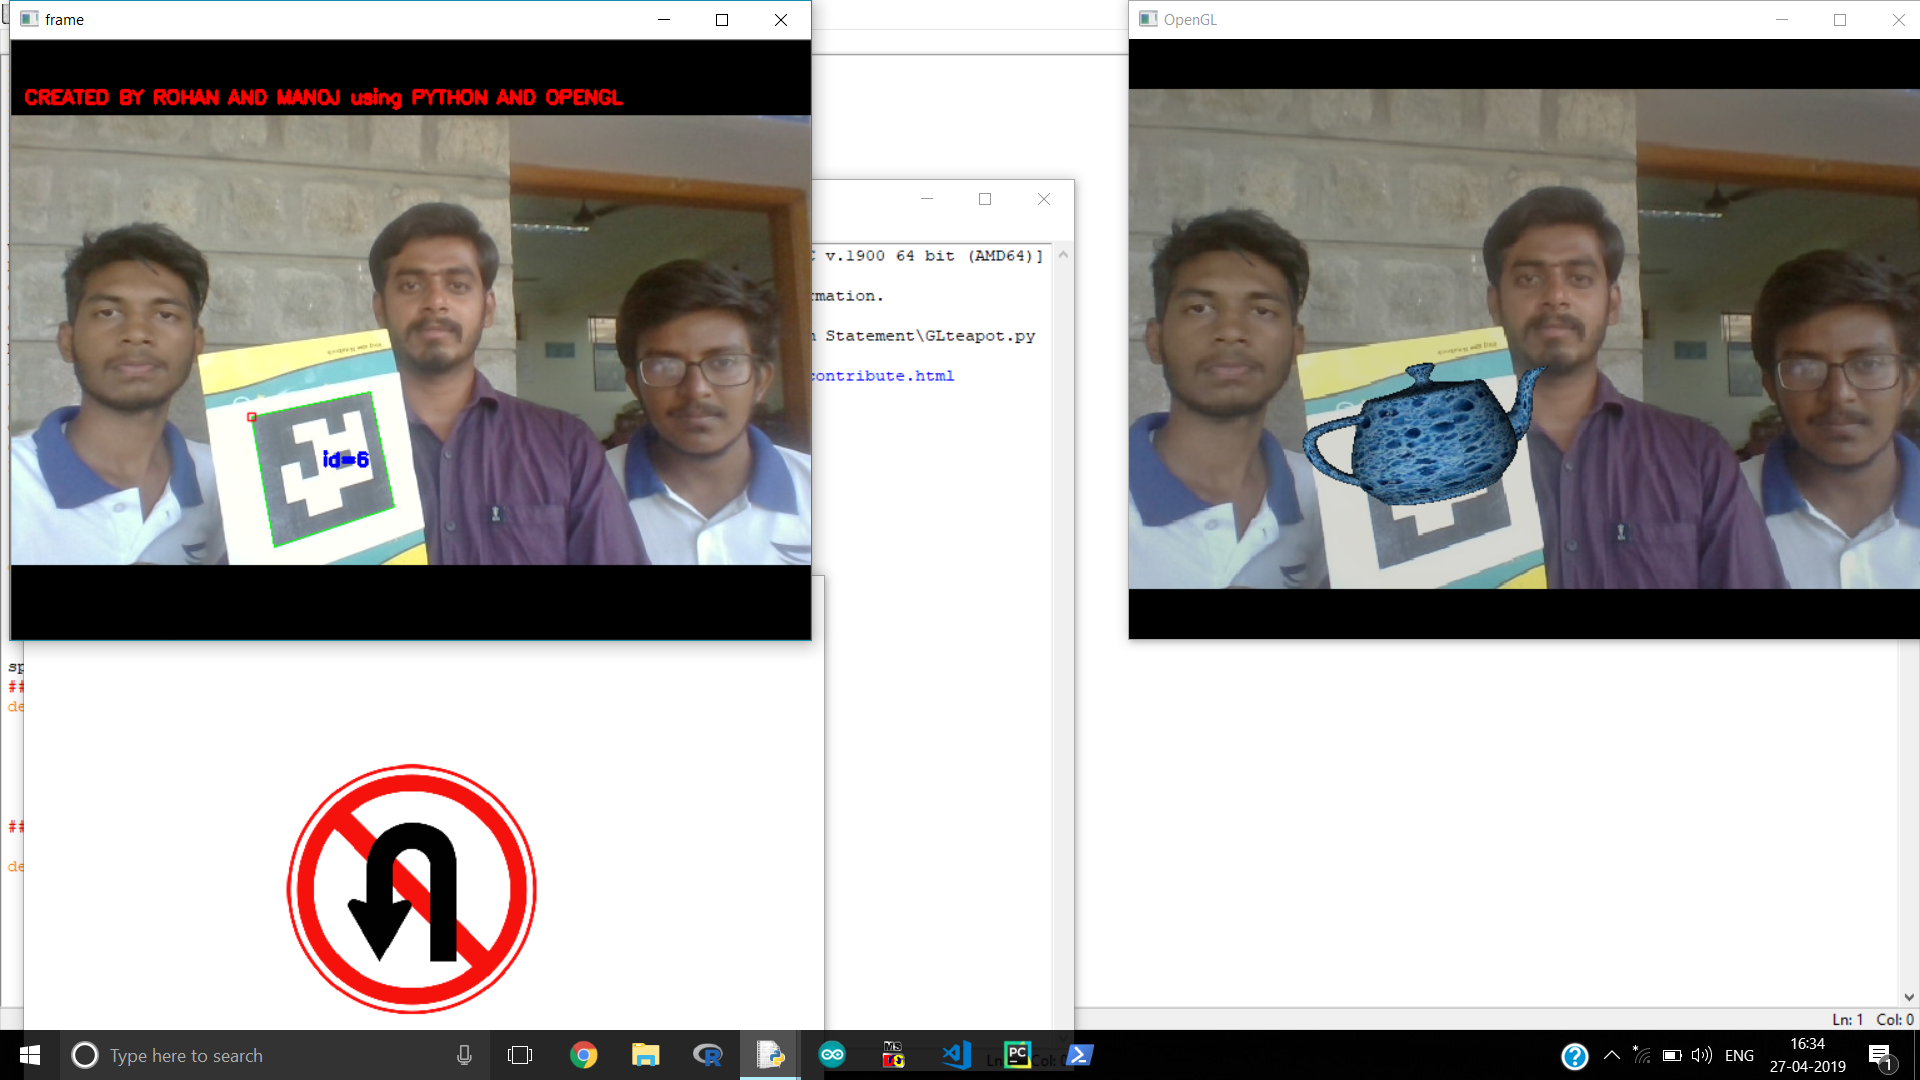 frame
CREATED BY ROHAN AND MANOJ using PYTHON AND OPENGL
id=6
OpenGL
v.1900 64 bit (AMD64)]
rmation.
Statement\GLteapot.py
contribute.html
sp
##
de
##
de
Ln: 1 Col: 0
Type here to search
ENG
16:34
27-04-2019
1